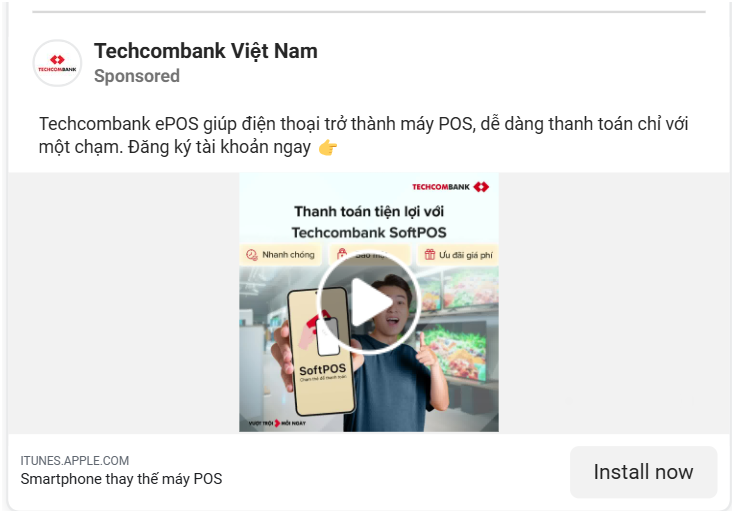 TECHCOMBANK
Techcombank Việt Nam
Sponsored
Techcombank ePOS giúp điện thoại trở thành máy POS, dễ dàng thanh toán chỉ với
một chạm. Đăng ký tài khoản ngay 👉
TECHCOMBANK
Thanh toán tiện lợi với
Techcombank SoftPOS
Nhanh chóng
Ưu đãi giá phí
SoftPOS
Chạm thẻ để thanh toán
VƯỢT TRỘI MỖI NGÀY
ITUNES.APPLE.COM
Smartphone thay thế máy POS
Install now